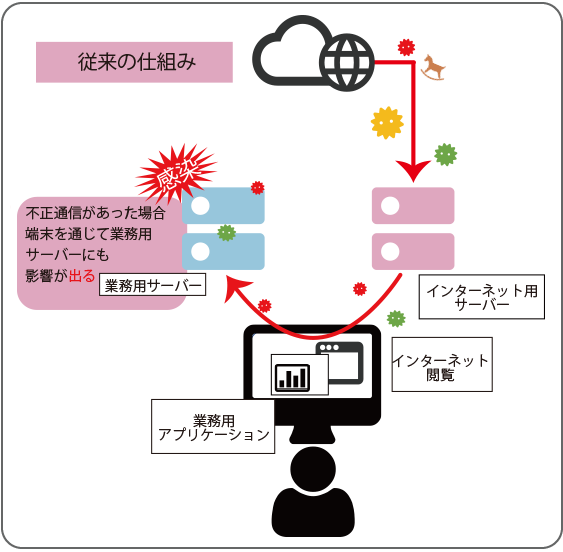 従来の仕組み
感染
不正通信があった場合
端末を通じて業務用
サーバーにも
影響が出る
業務用サーバー
インターネット用
サーバー
インターネット
閲覧
業務用
アプリケーション